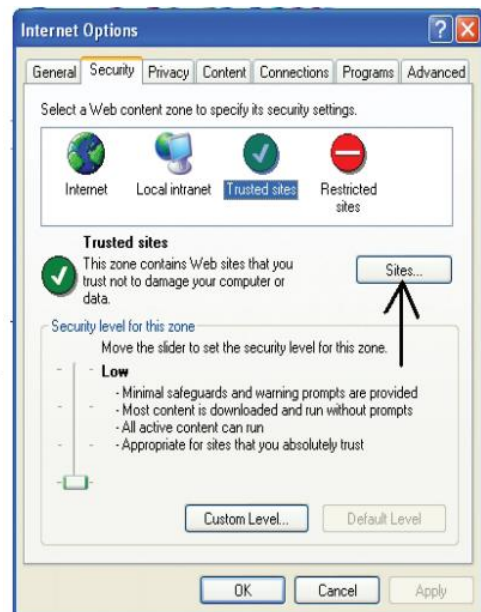 Internet Options
General Security Privacy Content Connections Programs Advanced
Select a Web content zone to specify its security settings.
Internet Local intranet Trusted sites Restricted
sites
Trusted sites
This zone contains Web sites that you
trust not to damage your computer or
data.
Sites...
Security level for this zone
Move the slider to set the security level for this zone.
Low
- Minimal safeguards and warning prompts are provided
- Most content is downloaded and run without prompts
- All active content can run
- Appropriate for sites that you absolutely trust
Custom Level... Default Level
OK Cancel Apply